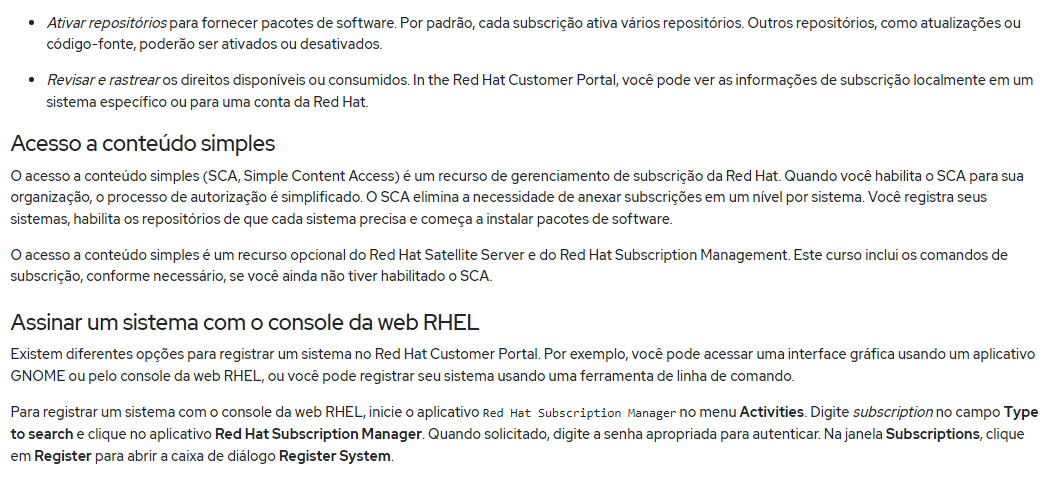 • Ativar repositórios para fornecer pacotes de software. Por padrão, cada subscrição ativa vários repositórios. Outros repositórios, como atualizações ou
código-fonte, poderão ser ativados ou desativados.
• Revisar e rastrear os direitos disponíveis ou consumidos. In the Red Hat Customer Portal, você pode ver as informações de subscrição localmente em um
sistema específico ou para uma conta da Red Hat.
Acesso a conteúdo simples
O acesso a conteúdo simples (SCA, Simple Content Access) é um recurso de gerenciamento de subscrição da Red Hat. Quando você habilita o SCA para sua
organização, o processo de autorização é simplificado. O SCA elimina a necessidade de anexar subscrições em um nível por sistema. Você registra seus
sistemas, habilita os repositórios de que cada sistema precisa e começa a instalar pacotes de software.
O acesso a conteúdo simples é um recurso opcional do Red Hat Satellite Server e do Red Hat Subscription Management. Este curso inclui os comandos de
subscrição, conforme necessário, se você ainda não tiver habilitado o SCA.
Assinar um sistema com o console da web RHEL
Existem diferentes opções para registrar um sistema no Red Hat Customer Portal. Por exemplo, você pode acessar uma interface gráfica usando um aplicativo
GNOME ou pelo console da web RHEL, ou você pode registrar seu sistema usando uma ferramenta de linha de comando.
Para registrar um sistema com o console da web RHEL, inicie o aplicativo Red Hat Subscription Manager no menu Activities. Digite subscription no campo Type
to search e clique no aplicativo Red Hat Subscription Manager. Quando solicitado, digite a senha apropriada para autenticar. Na janela Subscriptions, clique
em Register para abrir a caixa de diálogo Register System.